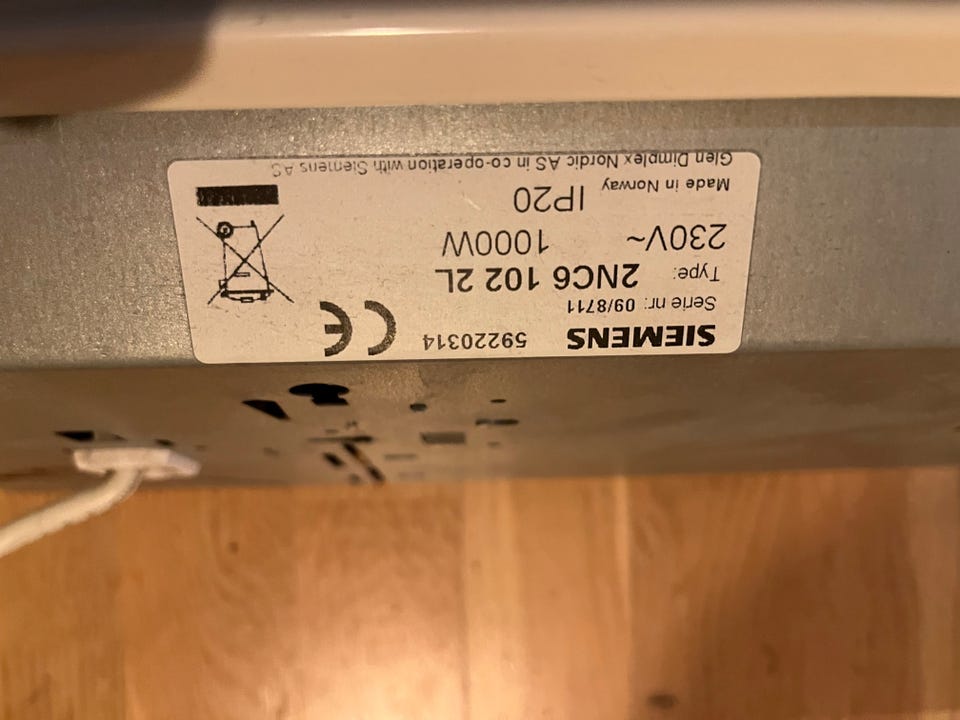 SIEMENS 59220314
Serie nr: 09/8711
Type: 2NC6 102 2L
230V~ 1000W
Made in Norway IP20
Glen Dimplex Nordic AS in co-operation with Siemens AS
CE